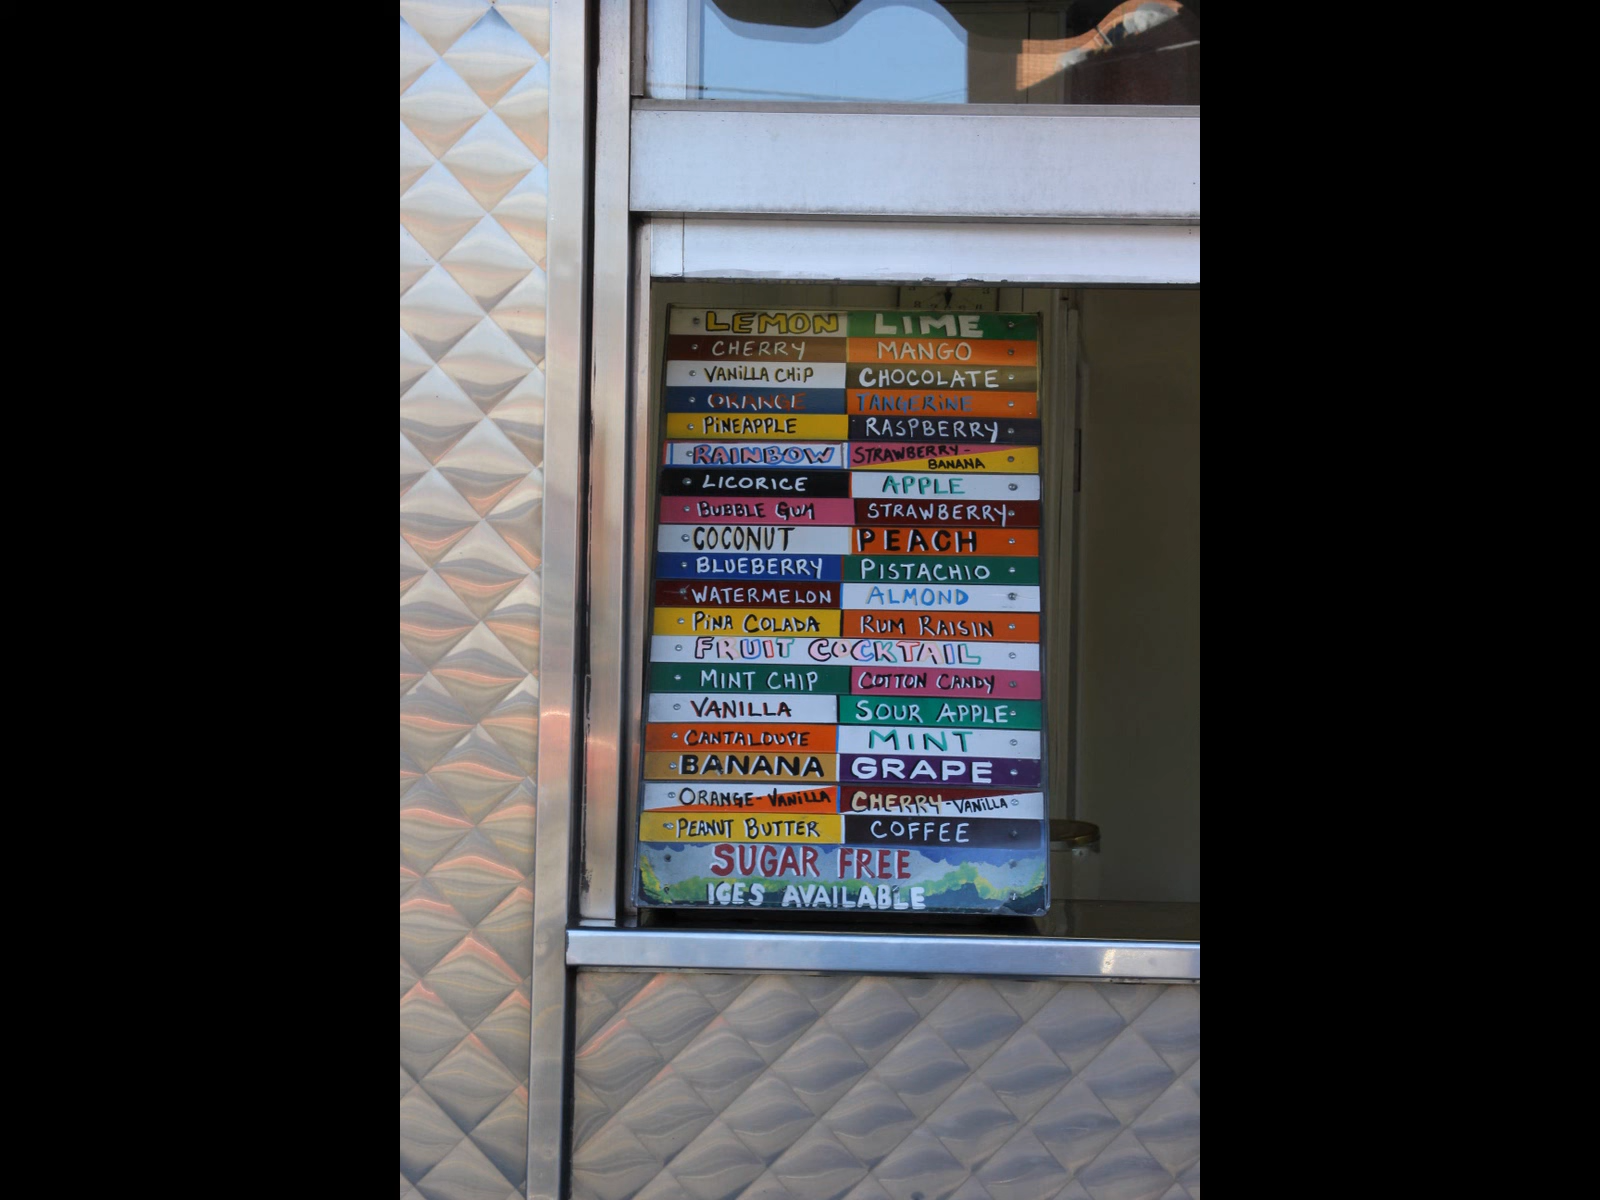 LEMON LIME
CHERRY MANGO
VANILLA CHIP CHOCOLATE
ORANGE TANGERINE
PINEAPPLE RASPBERRY
RAINBOW STRAWBERRY-BANANA
LICORICE APPLE
BUBBLE GUM STRAWBERRY
COCONUT PEACH
BLUEBERRY PISTACHIO
WATERMELON ALMOND
PINA COLADA RUM RAISIN
FRUIT COCKTAIL
MINT CHIP COTTON CANDY
VANILLA SOUR APPLE
CANTALOUPE MINT
BANANA GRAPE
ORANGE-VANILLA CHERRY-VANILLA
PEANUT BUTTER COFFEE
SUGAR FREE
ICES AVAILABLE